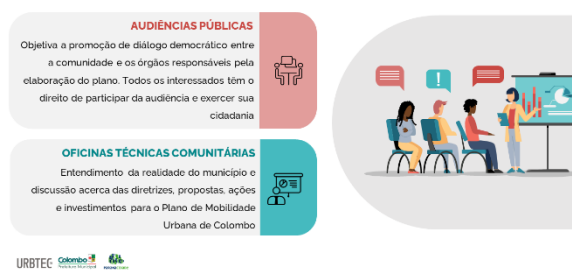 AUDIÊNCIAS PÚBLICAS
Objetiva a promoção de diálogo democrático entre
a comunidade e os órgãos responsáveis pela
elaboração do plano. Todos os interessados têm o
direito de participar da audiência e exercer sua
cidadania
OFICINAS TÉCNICAS COMUNITÁRIAS
Entendimento da realidade do município e
discussão acerca das diretrizes, propostas, ações
e investimentos para o Plano de Mobilidade
Urbana de Colombo
URBTEC
Colombo
Prefeitura Municipal